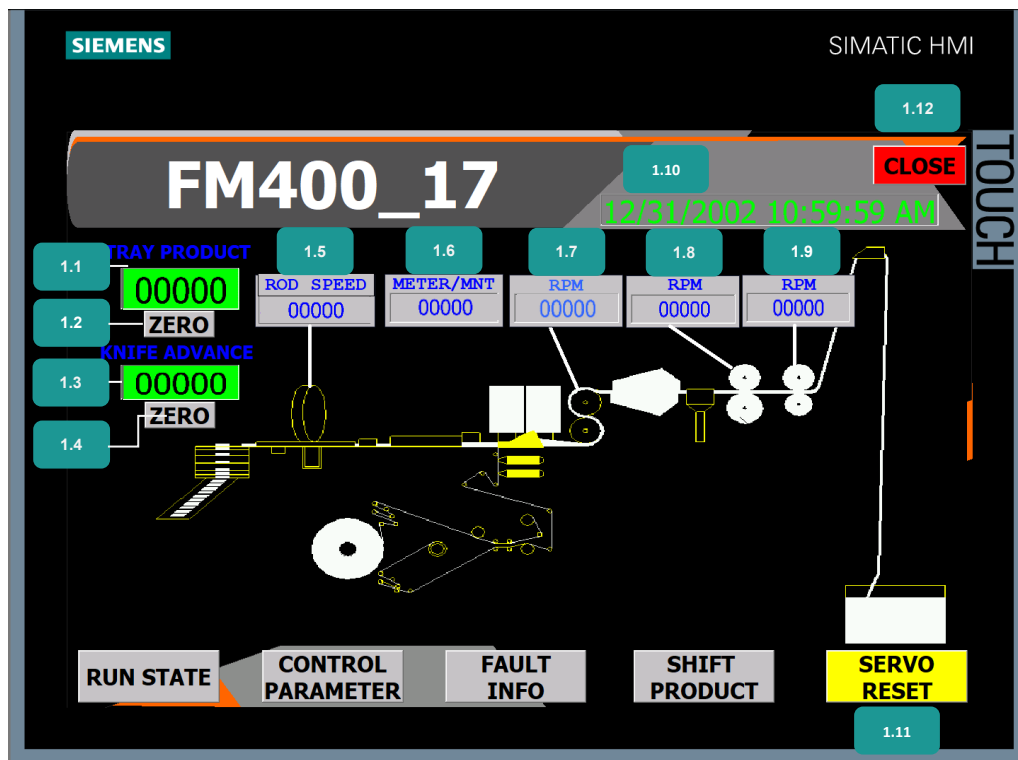 SIEMENS
SIMATIC HMI
1.12
TOUCH
FM400_17
1.10
CLOSE
12/31/2002 10:59:59 AM
TRAY PRODUCT
1.1
00000
1.2
ZERO
KNIFE ADVANCE
1.3
00000
1.4
ZERO
1.5
ROD SPEED
00000
1.6
METER/MNT
00000
1.7
RPM
00000
1.8
RPM
00000
1.9
RPM
00000
RUN STATE
CONTROL
PARAMETER
FAULT
INFO
SHIFT
PRODUCT
SERVO
RESET
1.11